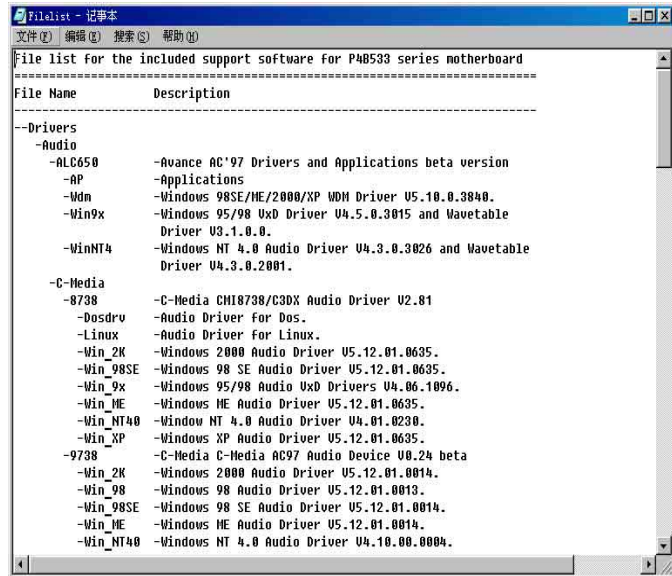 Filelist - 记事本
文件(F) 编辑(E) 搜索(S) 帮助(H)
File list for the included support software for P4B533 series motherboard
===========================================================================
File Name Description
---------------------------------------------------------------------------
--Drivers
-Audio
-ALC650 -Avance AC'97 Drivers and Applications beta version
-AP -Applications
-Wdm -Windows 98SE/ME/2000/XP WDM Driver V5.10.0.3840.
-Win9x -Windows 95/98 VxD Driver V4.5.0.3015 and Wavetable
Driver V3.1.0.0.
-WinNT4 -Windows NT 4.0 Audio Driver V4.3.0.3026 and Wavetable
Driver V4.3.0.2001.
-C-Media
-8738 -C-Media CMI8738/C3DX Audio Driver V2.81
-Dosdrv -Audio Driver for Dos.
-Linux -Audio Driver for Linux.
-Win_2K -Windows 2000 Audio Driver V5.12.01.0635.
-Win_98SE -Windows 98 SE Audio Driver V5.12.01.0635.
-Win_9x -Windows 95/98 Audio VxD Drivers V4.06.1096.
-Win_ME -Windows ME Audio Driver V5.12.01.0635.
-Win_NT40 -Window NT 4.0 Audio Driver V4.01.0230.
-Win_XP -Windows XP Audio Driver V5.12.01.0635.
-9738 -C-Media C-Media AC97 Audio Device V0.24 beta
-Win_2K -Windows 2000 Audio Driver V5.12.01.0014.
-Win_98 -Windows 98 Audio Driver V5.12.01.0013.
-Win_98SE -Windows 98 SE Audio Driver V5.12.01.0014.
-Win_ME -Windows ME Audio Driver V5.12.01.0014.
-Win_NT40 -Windows NT 4.0 Audio Driver V4.10.00.0004.